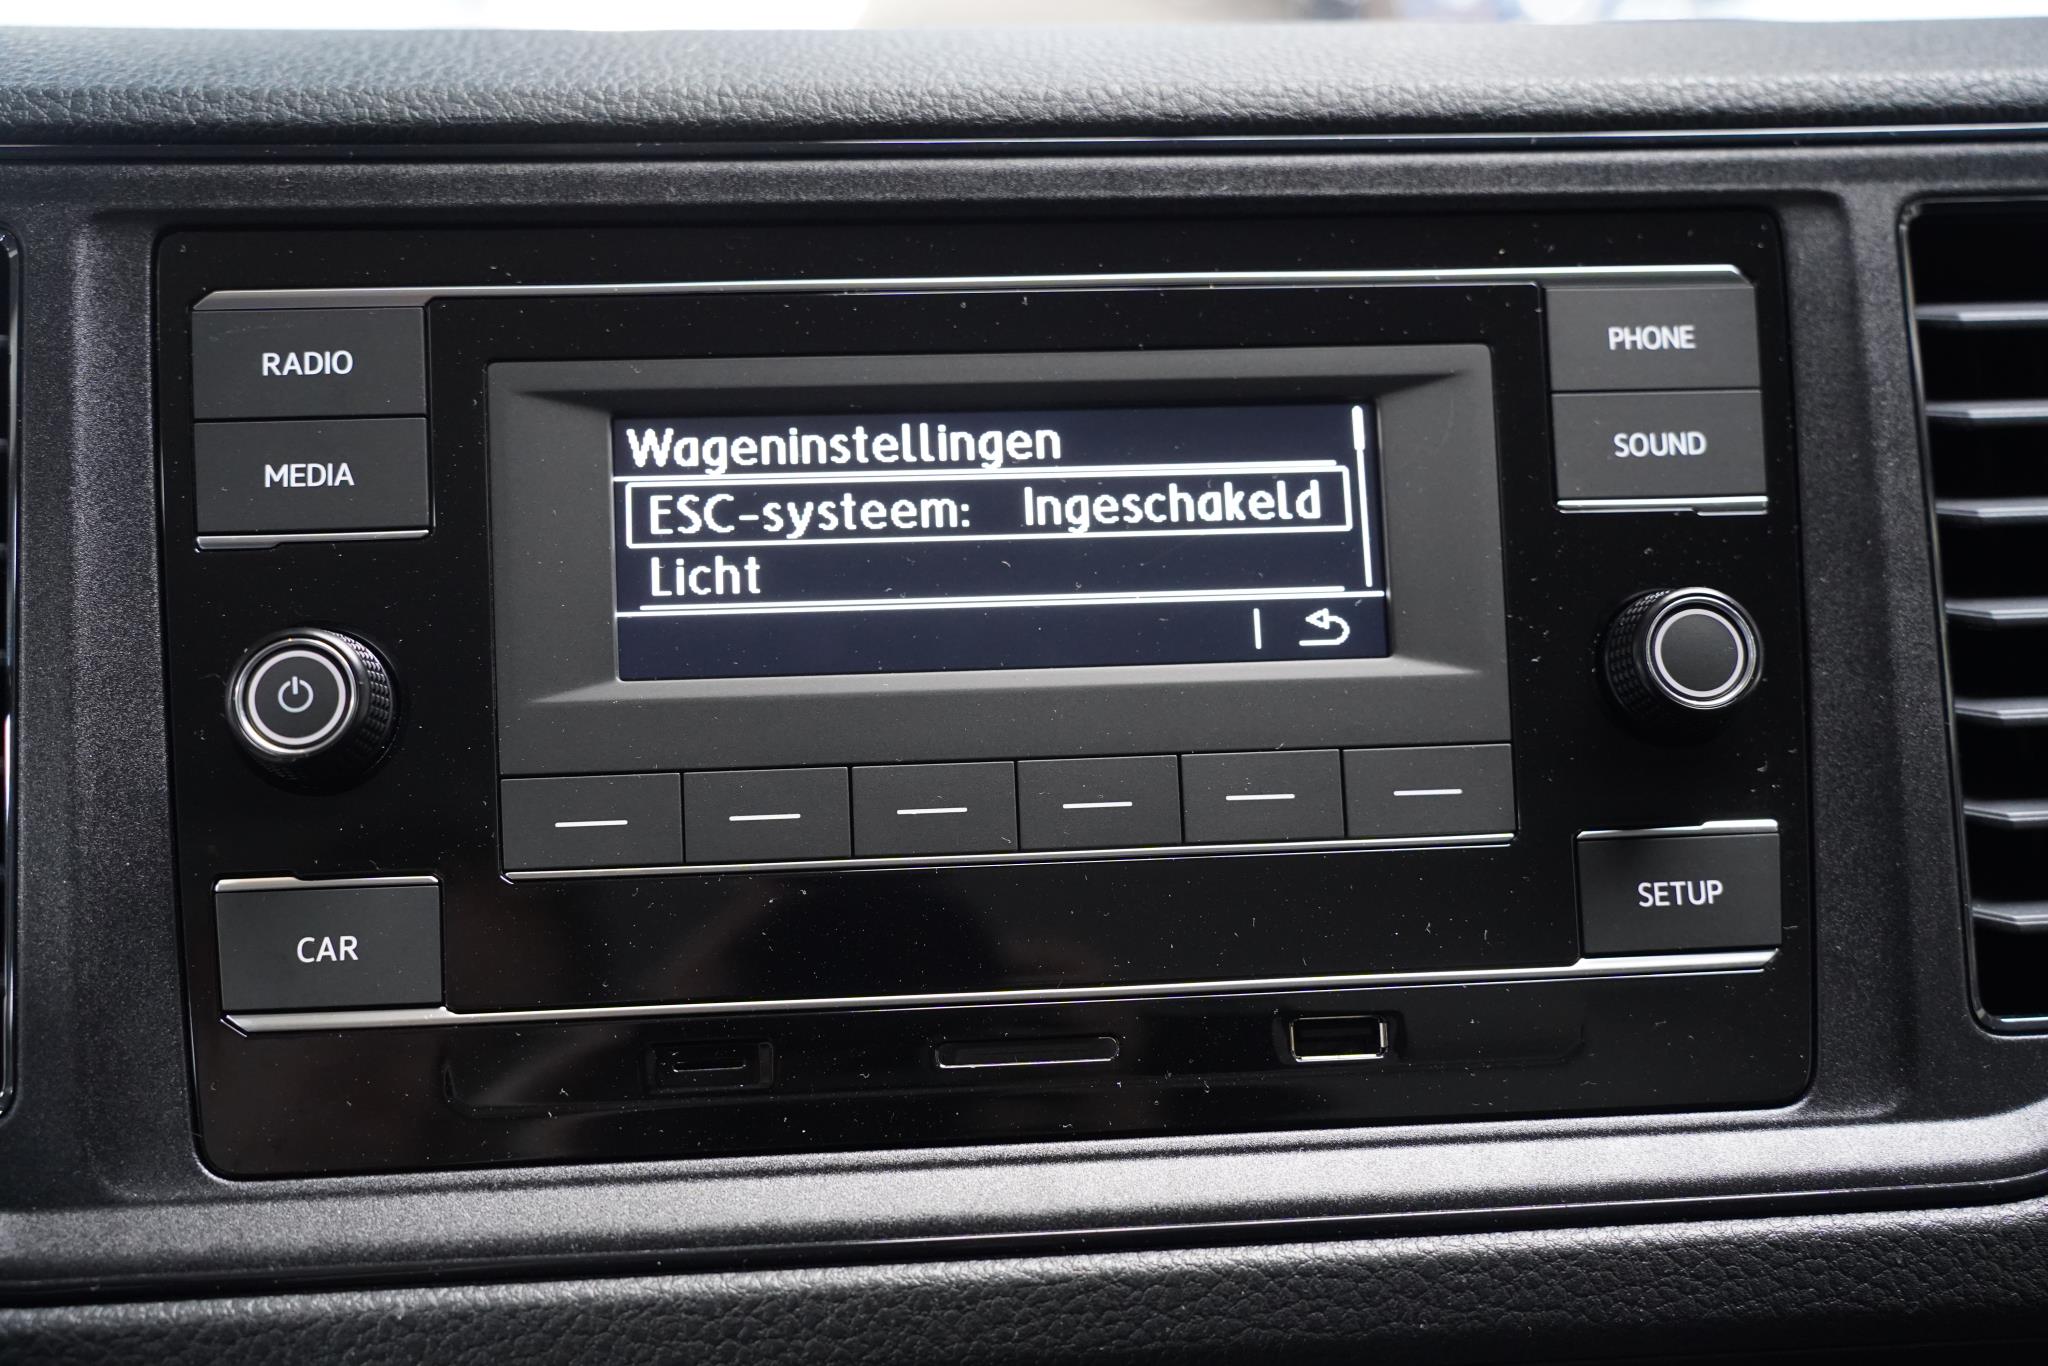 RADIO
MEDIA
PHONE
SOUND
Wageninstellingen
ESC-systeem: Ingeschakeld
Licht
CAR
SETUP